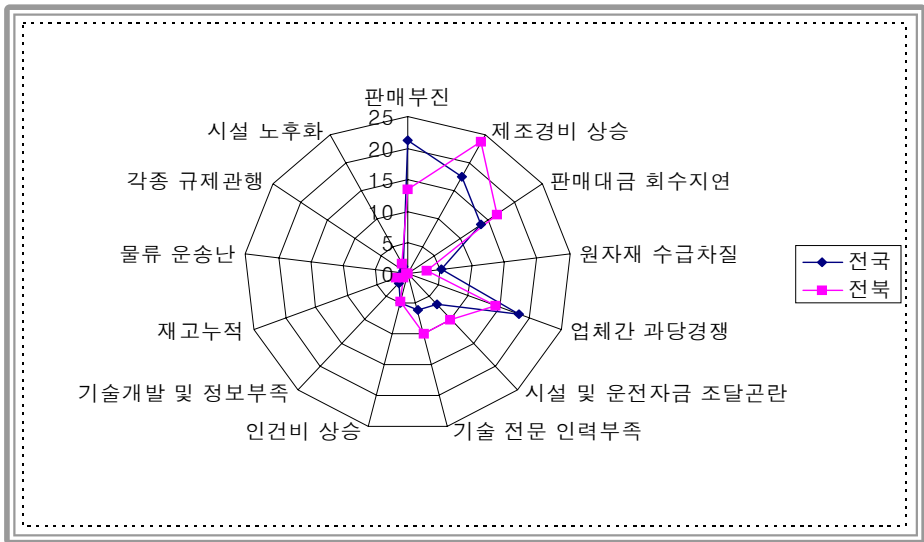 판매부진
제조경비 상승
판매대금 회수지연
원자재 수급차질
업체간 과당경쟁
시설 및 운전자금 조달곤란
기술 전문 인력부족
인건비 상승
기술개발 및 정보부족
재고누적
물류 운송난
각종 규제관행
시설 노후화
25
20
15
10
5
0
전국
전북